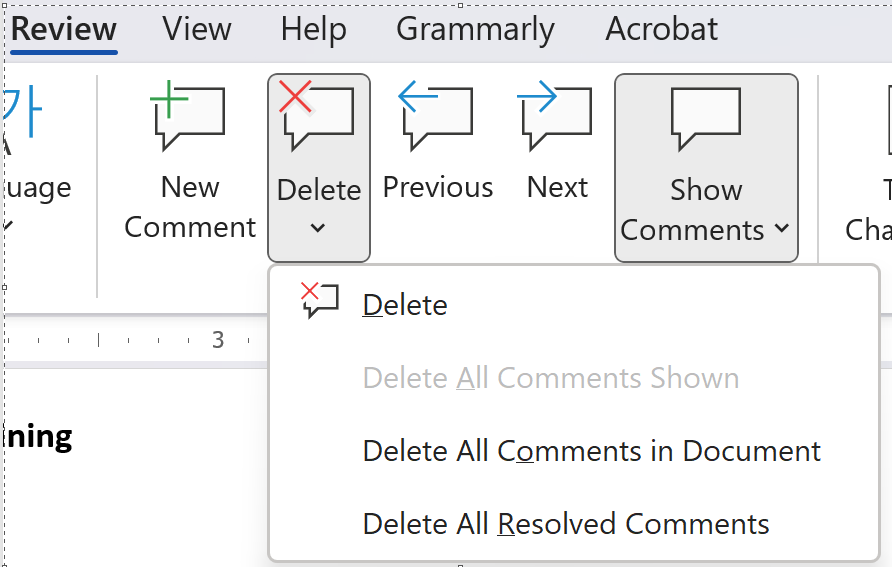 Review View Help Grammarly Acrobat
가
uage
New Comment
Delete
Previous
Next
Show Comments
T
Cha
3
Delete
Delete All Comments Shown
Delete All Comments in Document
Delete All Resolved Comments
ning